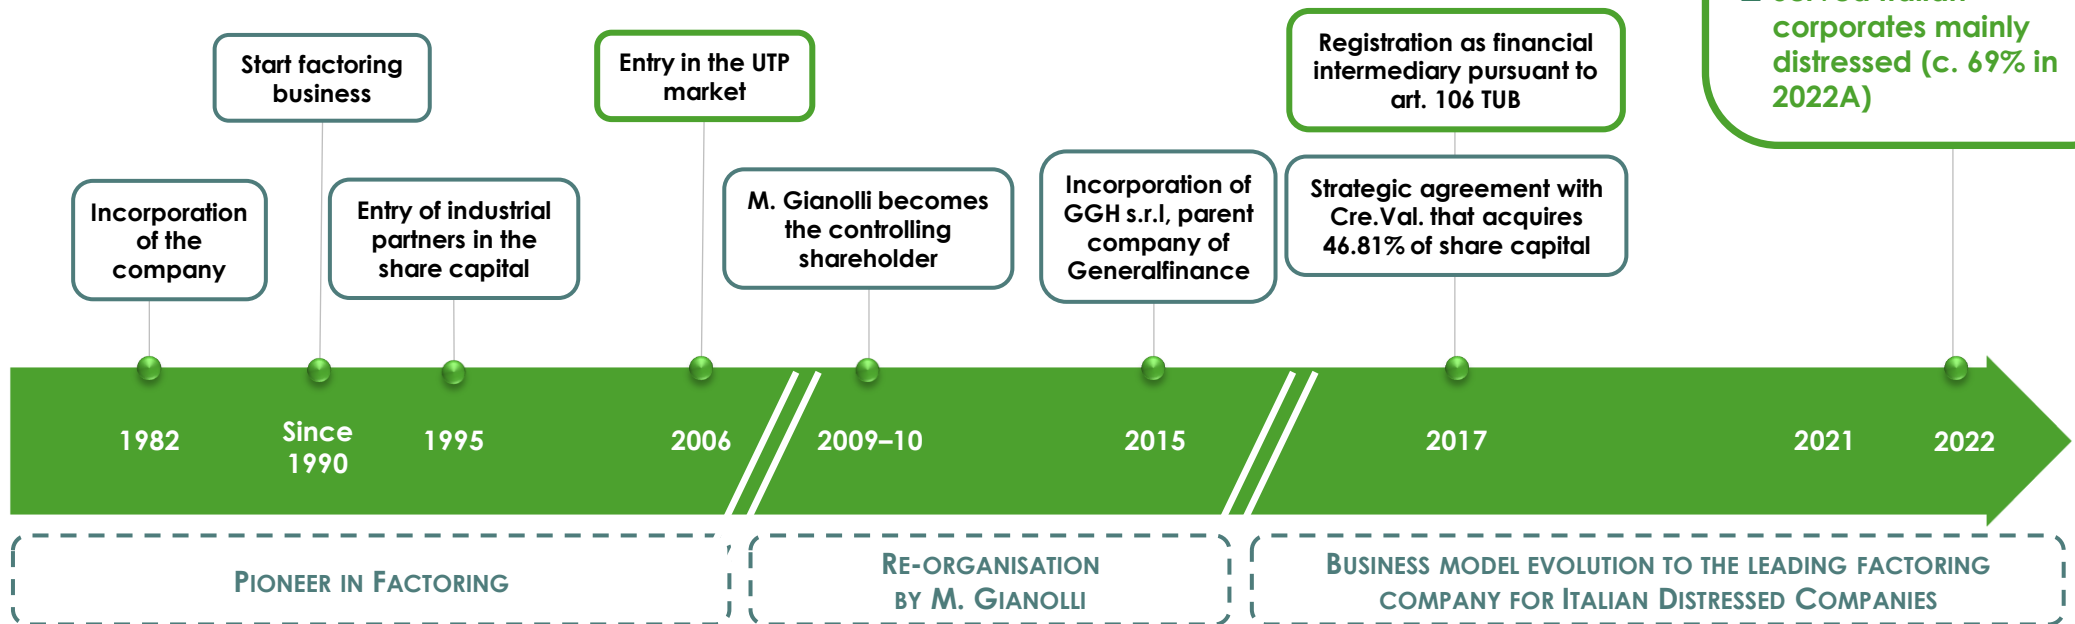 Start factoring
business
Entry in the UTP
market
Registration as financial
intermediary pursuant to
art. 106 TUB
corporates mainly
distressed (c. 69% in
2022A)
Incorporation
of the
company
Entry of industrial
partners in the
share capital
M. Gianolli becomes
the controlling
shareholder
Incorporation of
GGH s.r.l, parent
company of
Generalfinance
Strategic agreement with
Cre.Val. that acquires
46.81% of share capital
1982
Since
1990
1995
2006
2009–10
2015
2017
2021
2022
PIONEER IN FACTORING
RE-ORGANISATION
BY M. GIANOLLI
BUSINESS MODEL EVOLUTION TO THE LEADING FACTORING
COMPANY FOR ITALIAN DISTRESSED COMPANIES